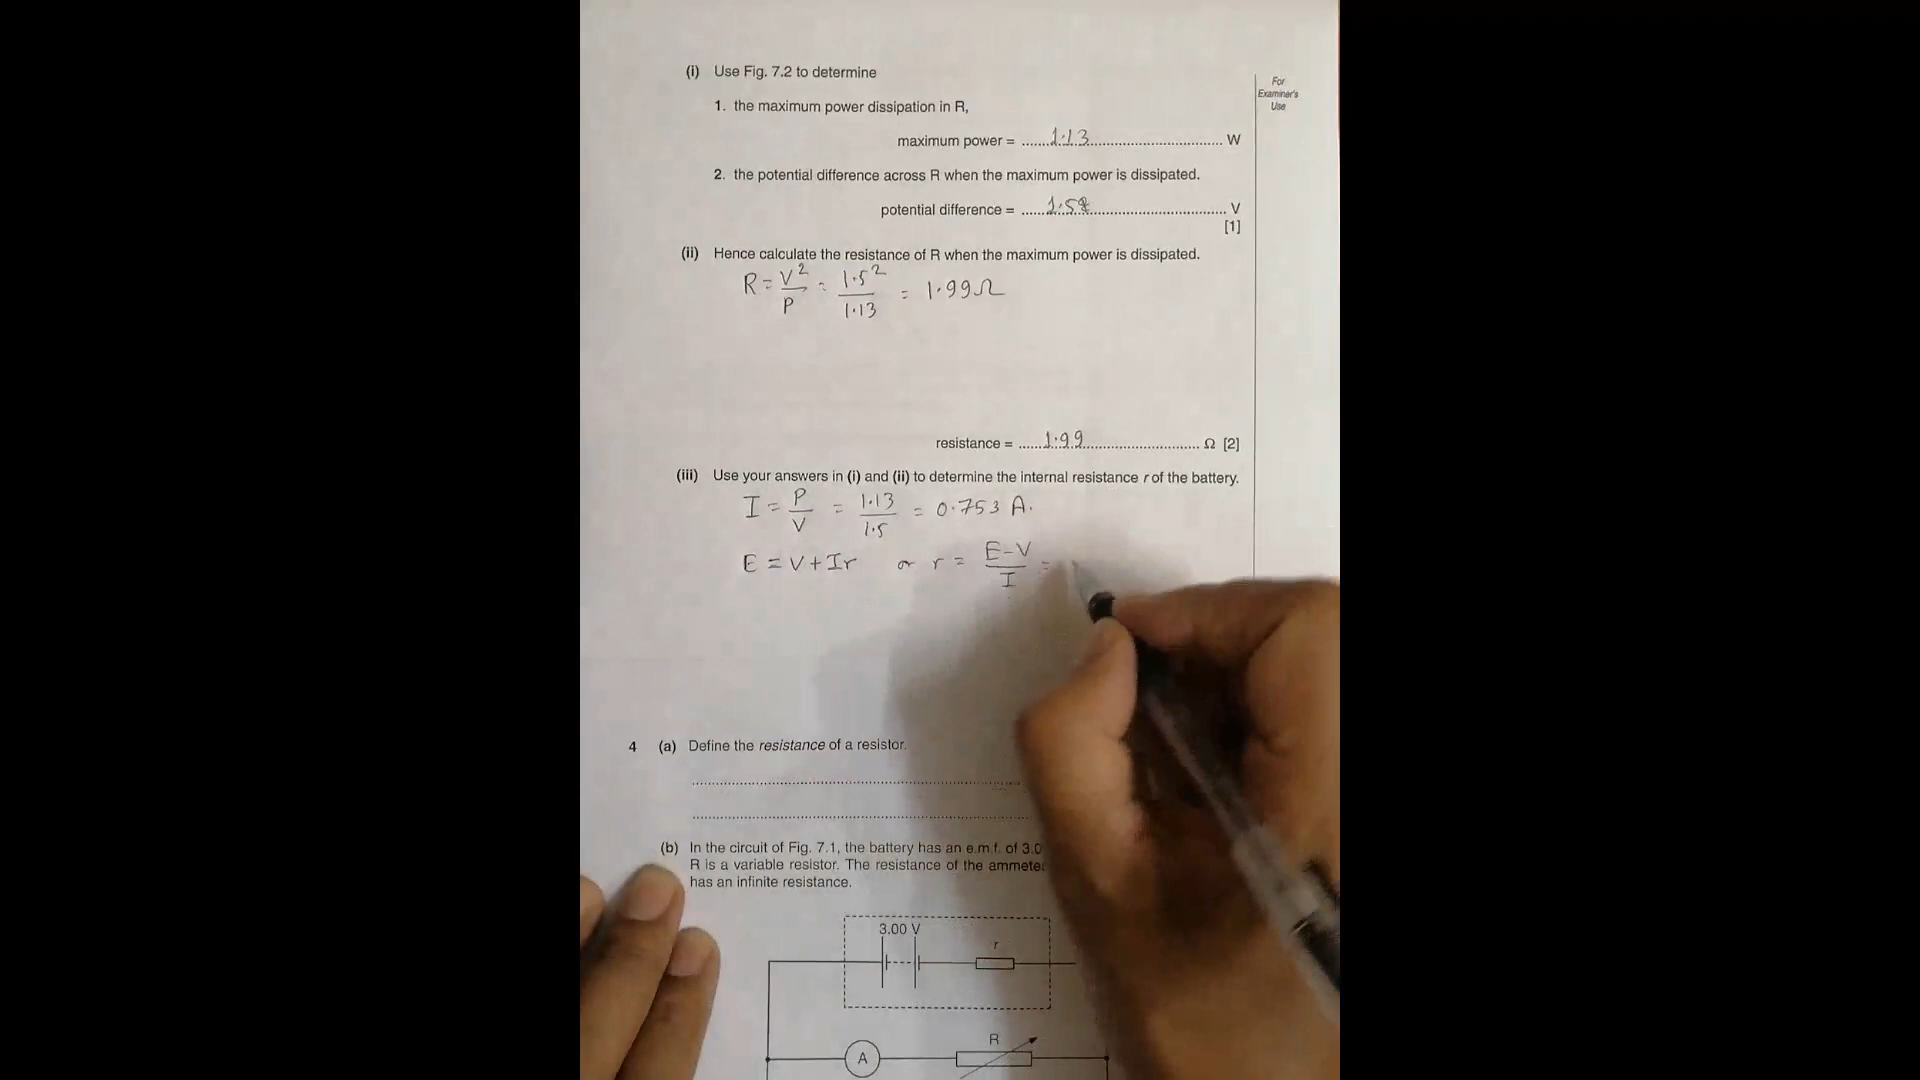 (i) Use Fig. 7.2 to determine
For
Examiner's
Use
1. the maximum power dissipation in R,
maximum power = ......1.13.................................... W
2. the potential difference across R when the maximum power is dissipated.
potential difference = ......1.5..................................... V
[1]
(ii) Hence calculate the resistance of R when the maximum power is dissipated.
R = V²/P = 1.5²/1.13 = 1.99Ω
resistance = ......1.99............................ Ω [2]
(iii) Use your answers in (i) and (ii) to determine the internal resistance r of the battery.
I = P/V = 1.13/1.5 = 0.753 A.
E = V + Ir or r = E-V/I =
4 (a) Define the resistance of a resistor.
(b) In the circuit of Fig. 7.1, the battery has an e.m.f. of 3.0
R is a variable resistor. The resistance of the
has an infinite resistance.
3.00 V
r
R
A